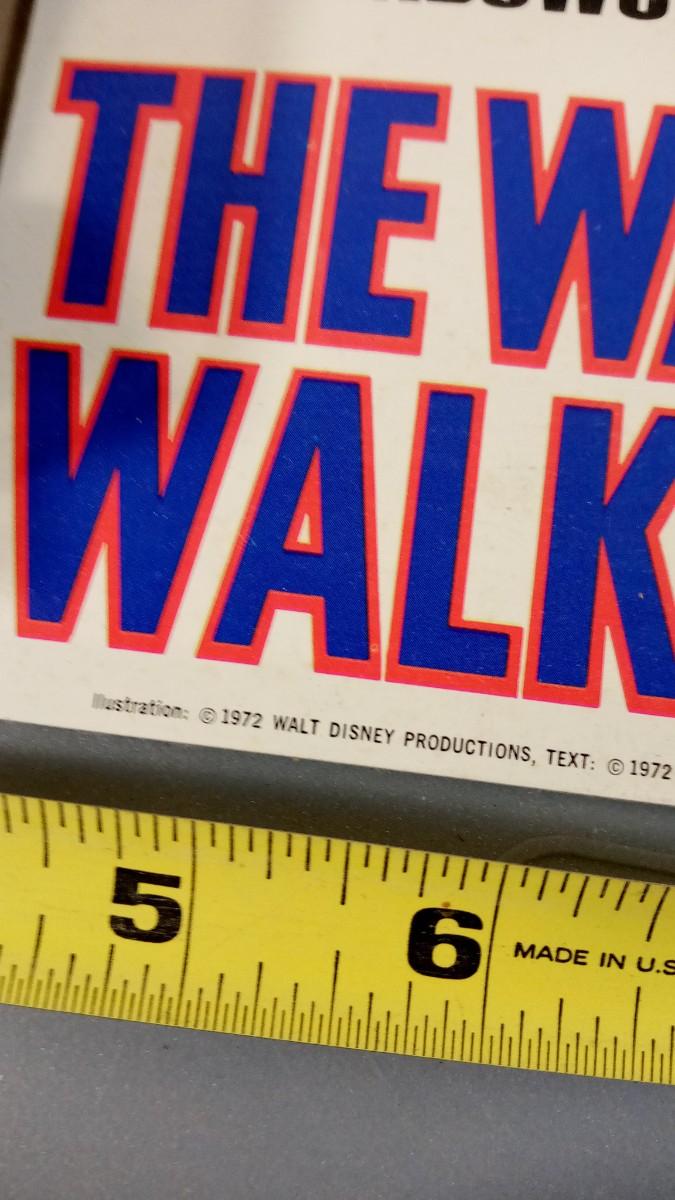 THE
WALK
Illustration: © 1972 WALT DISNEY PRODUCTIONS, TEXT: © 1972
5 6 MADE IN U.S